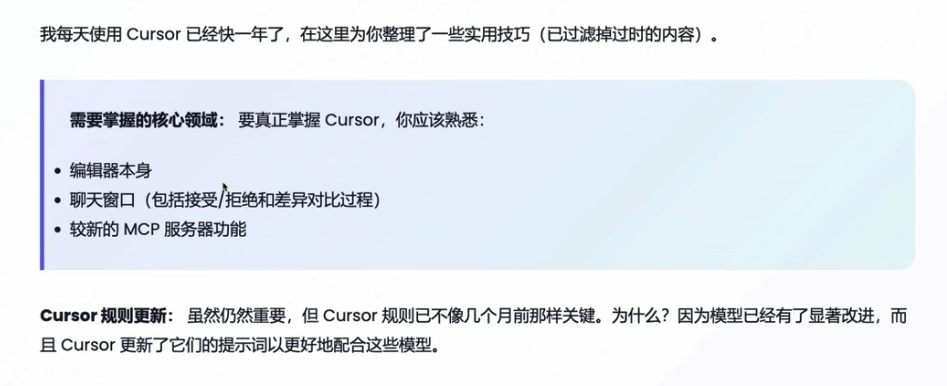 我每天使用 Cursor 已经快一年了，在这里为你整理了一些实用技巧（已过滤掉过时的内容）。
需要掌握的核心领域： 要真正掌握 Cursor，你应该熟悉：
• 编辑器本身
• 聊天窗口（包括接受/拒绝和差异对比过程）
• 较新的 MCP 服务器功能
Cursor 规则更新： 虽然仍然重要，但 Cursor 规则已不像几个月前那样关键。为什么？因为模型已经有了显著改进，而
且 Cursor 更新了它们的提示词以更好地配合这些模型。